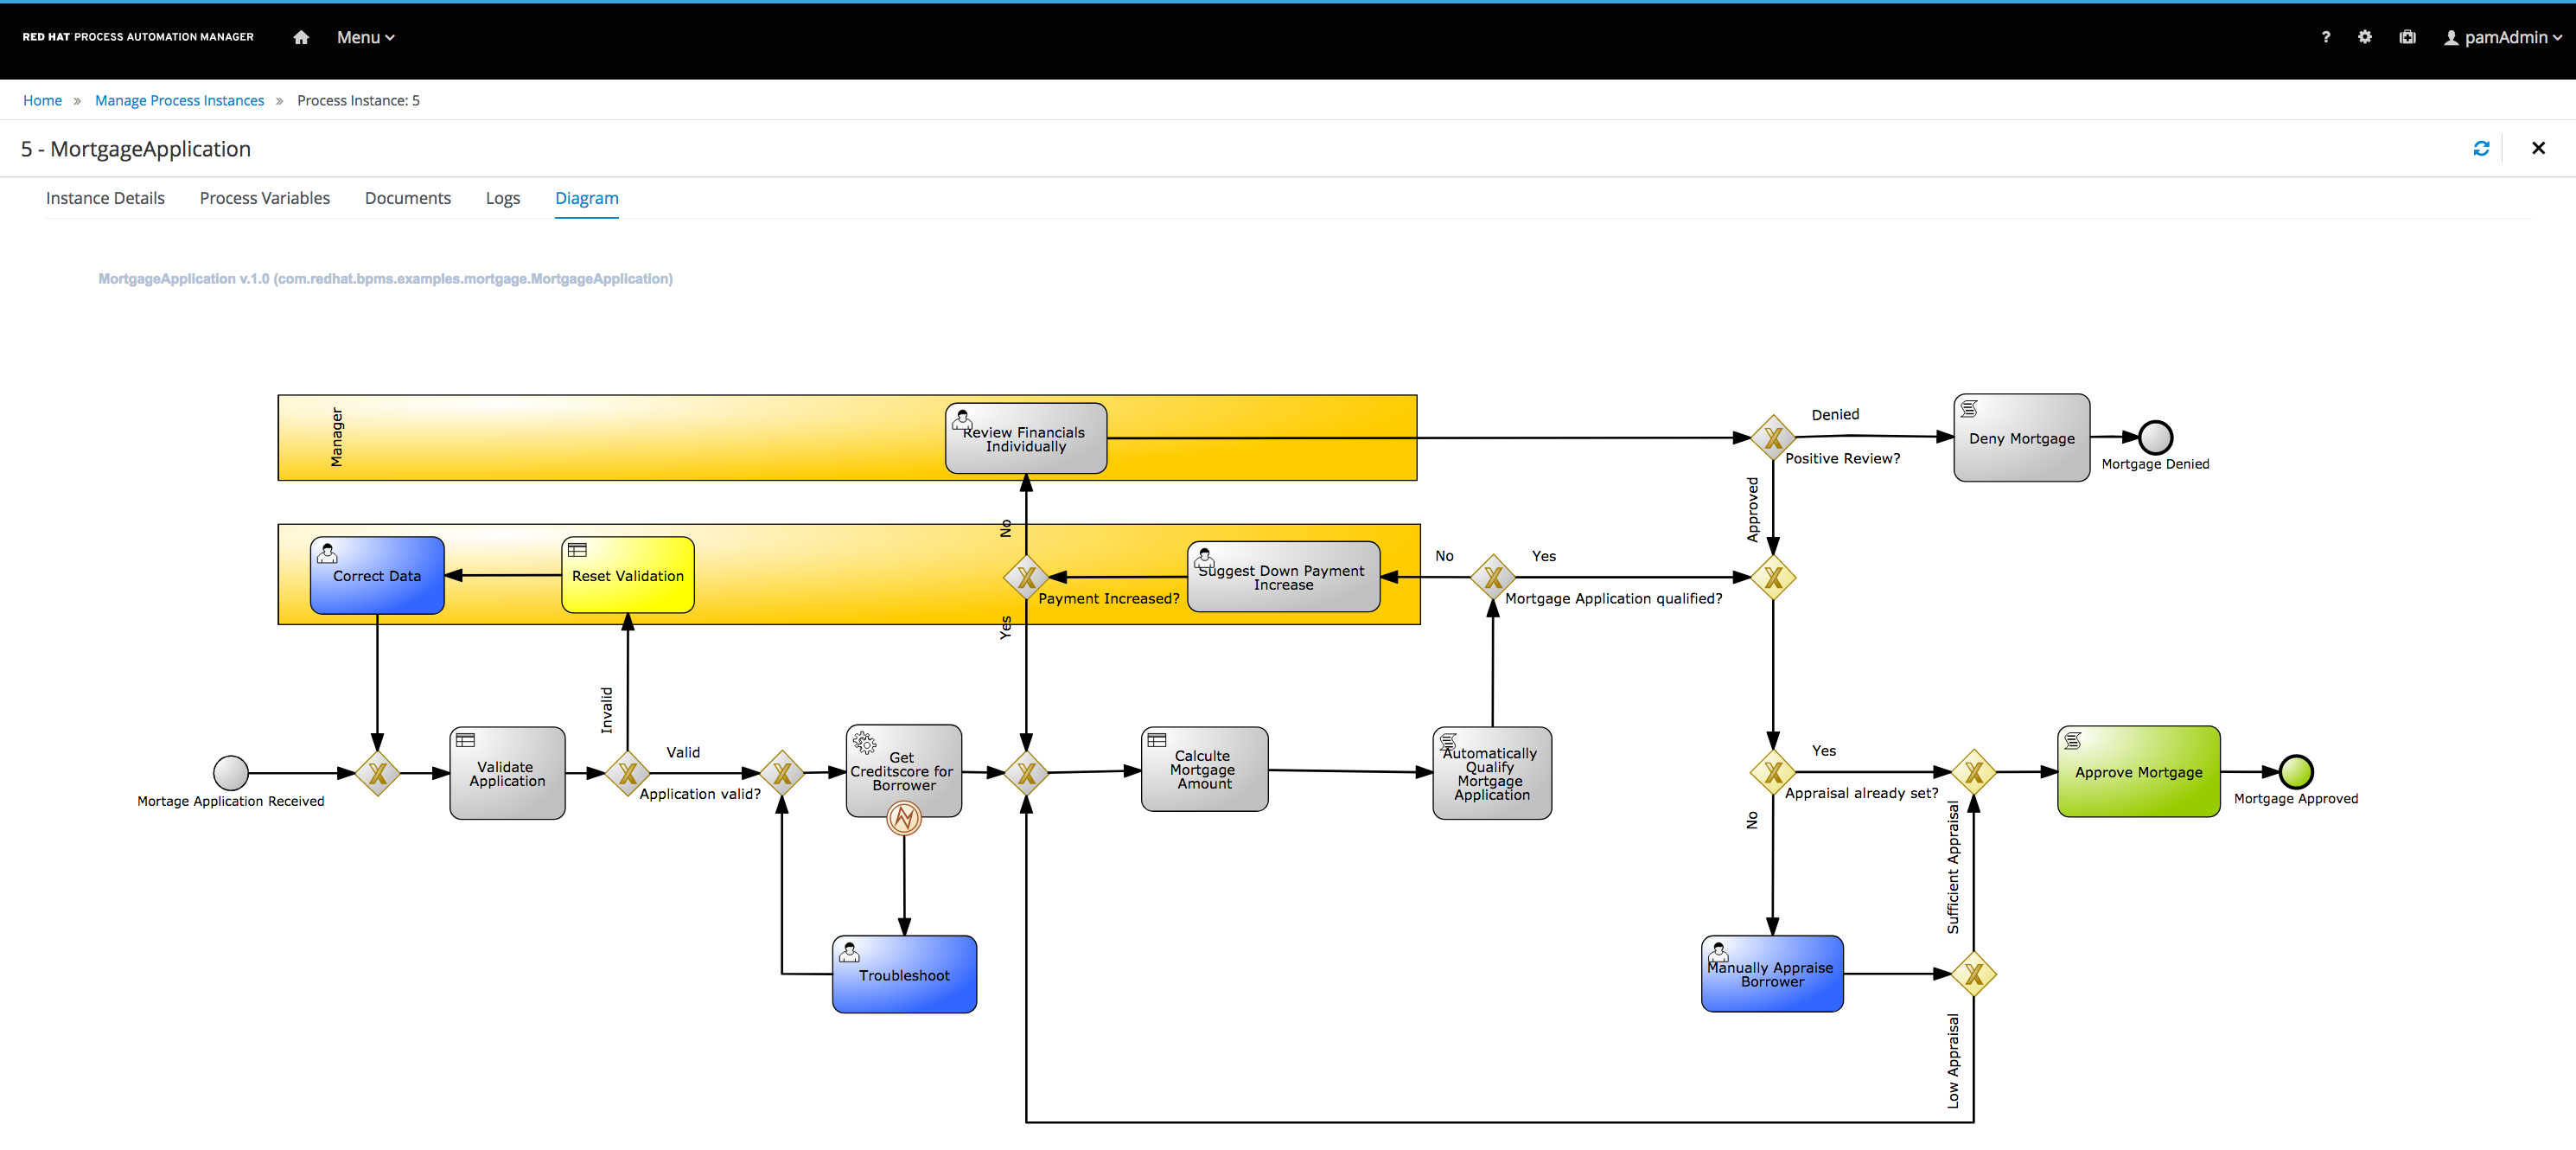 RED HAT PROCESS AUTOMATION MANAGER
Menu
?
pamAdmin
Home » Manage Process Instances » Process Instance: 5
5 - MortgageApplication
Instance Details
Process Variables
Documents
Logs
Diagram
MortgageApplication v.1.0 (com.redhat.bpms.examples.mortgage.MortgageApplication)
Manager
Review Financials
Individually
Denied
Positive Review?
Deny Mortgage
Mortgage Denied
Approved
No
Correct Data
Reset Validation
Payment Increased?
Suggest Down Payment
Increase
No
Yes
Mortgage Application qualified?
Yes
Invalid
Mortage Application Received
Validate
Application
Valid
Application valid?
Get
Creditscore for
Borrower
Calculte
Mortgage
Amount
Automatically
Qualify
Mortgage
Application
Yes
Appraisal already set?
No
Sufficient Appraisal
Approve Mortgage
Mortgage Approved
Troubleshoot
Manually Appraise
Borrower
Low Appraisal